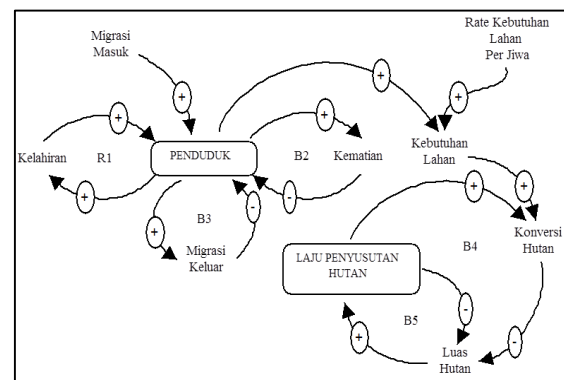 Migrasi
Masuk
Rate Kebutuhan
Lahan
Per Jiwa
+
+
+
+
+
Kelahiran
R1
PENDUDUK
B2
Kematian
Kebutuhan
Lahan
+
-
+
+
B3
-
+
Migrasi
Keluar
B4
Konversi
Hutan
LAJU PENYUSUTAN
HUTAN
-
B5
+
-
Luas
Hutan